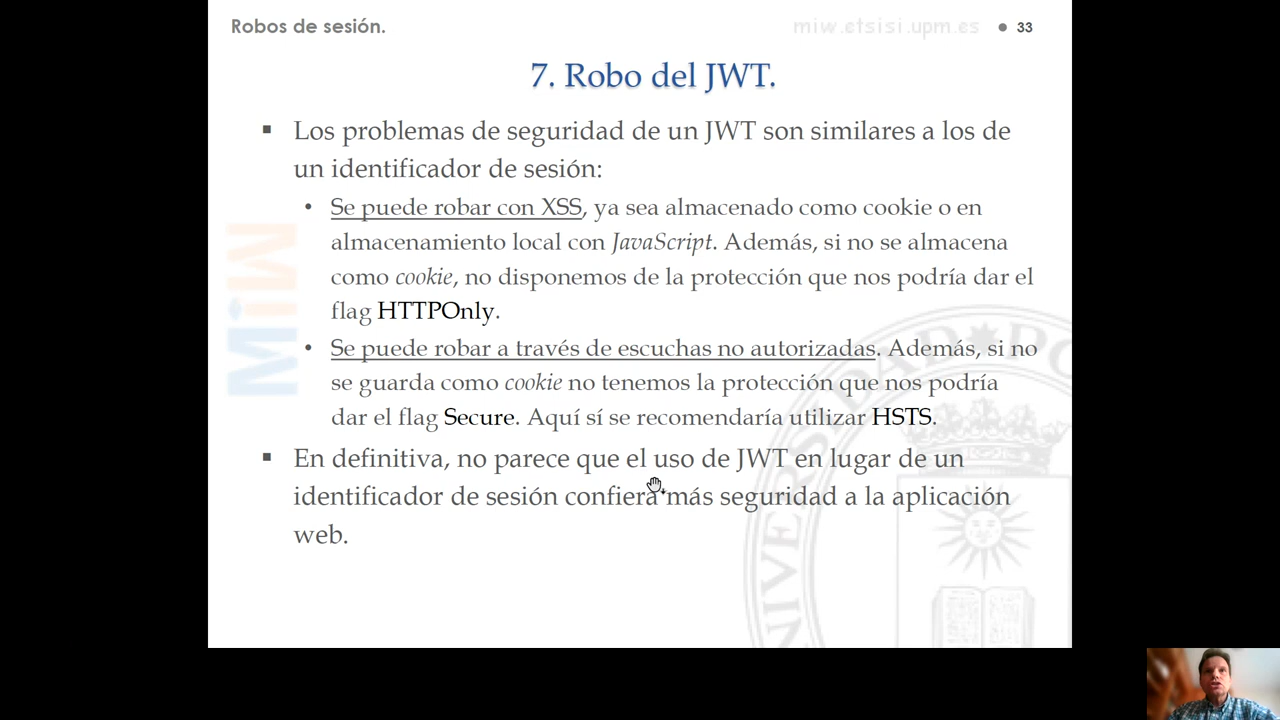 Robos de sesión.
miw.etsisi.upm.es
33
7. Robo del JWT.
Los problemas de seguridad de un JWT son similares a los de
un identificador de sesión:
Se puede robar con XSS, ya sea almacenado como cookie o en
almacenamiento local con JavaScript. Además, si no se almacena
como cookie, no disponemos de la protección que nos podría dar el
flag HTTPOnly.
Se puede robar a través de escuchas no autorizadas. Además, si no
se guarda como cookie no tenemos la protección que nos podría
dar el flag Secure. Aquí sí se recomendaría utilizar HSTS.
En definitiva, no parece que el uso de JWT en lugar de un
identificador de sesión confiera más seguridad a la aplicación
web.
MiW